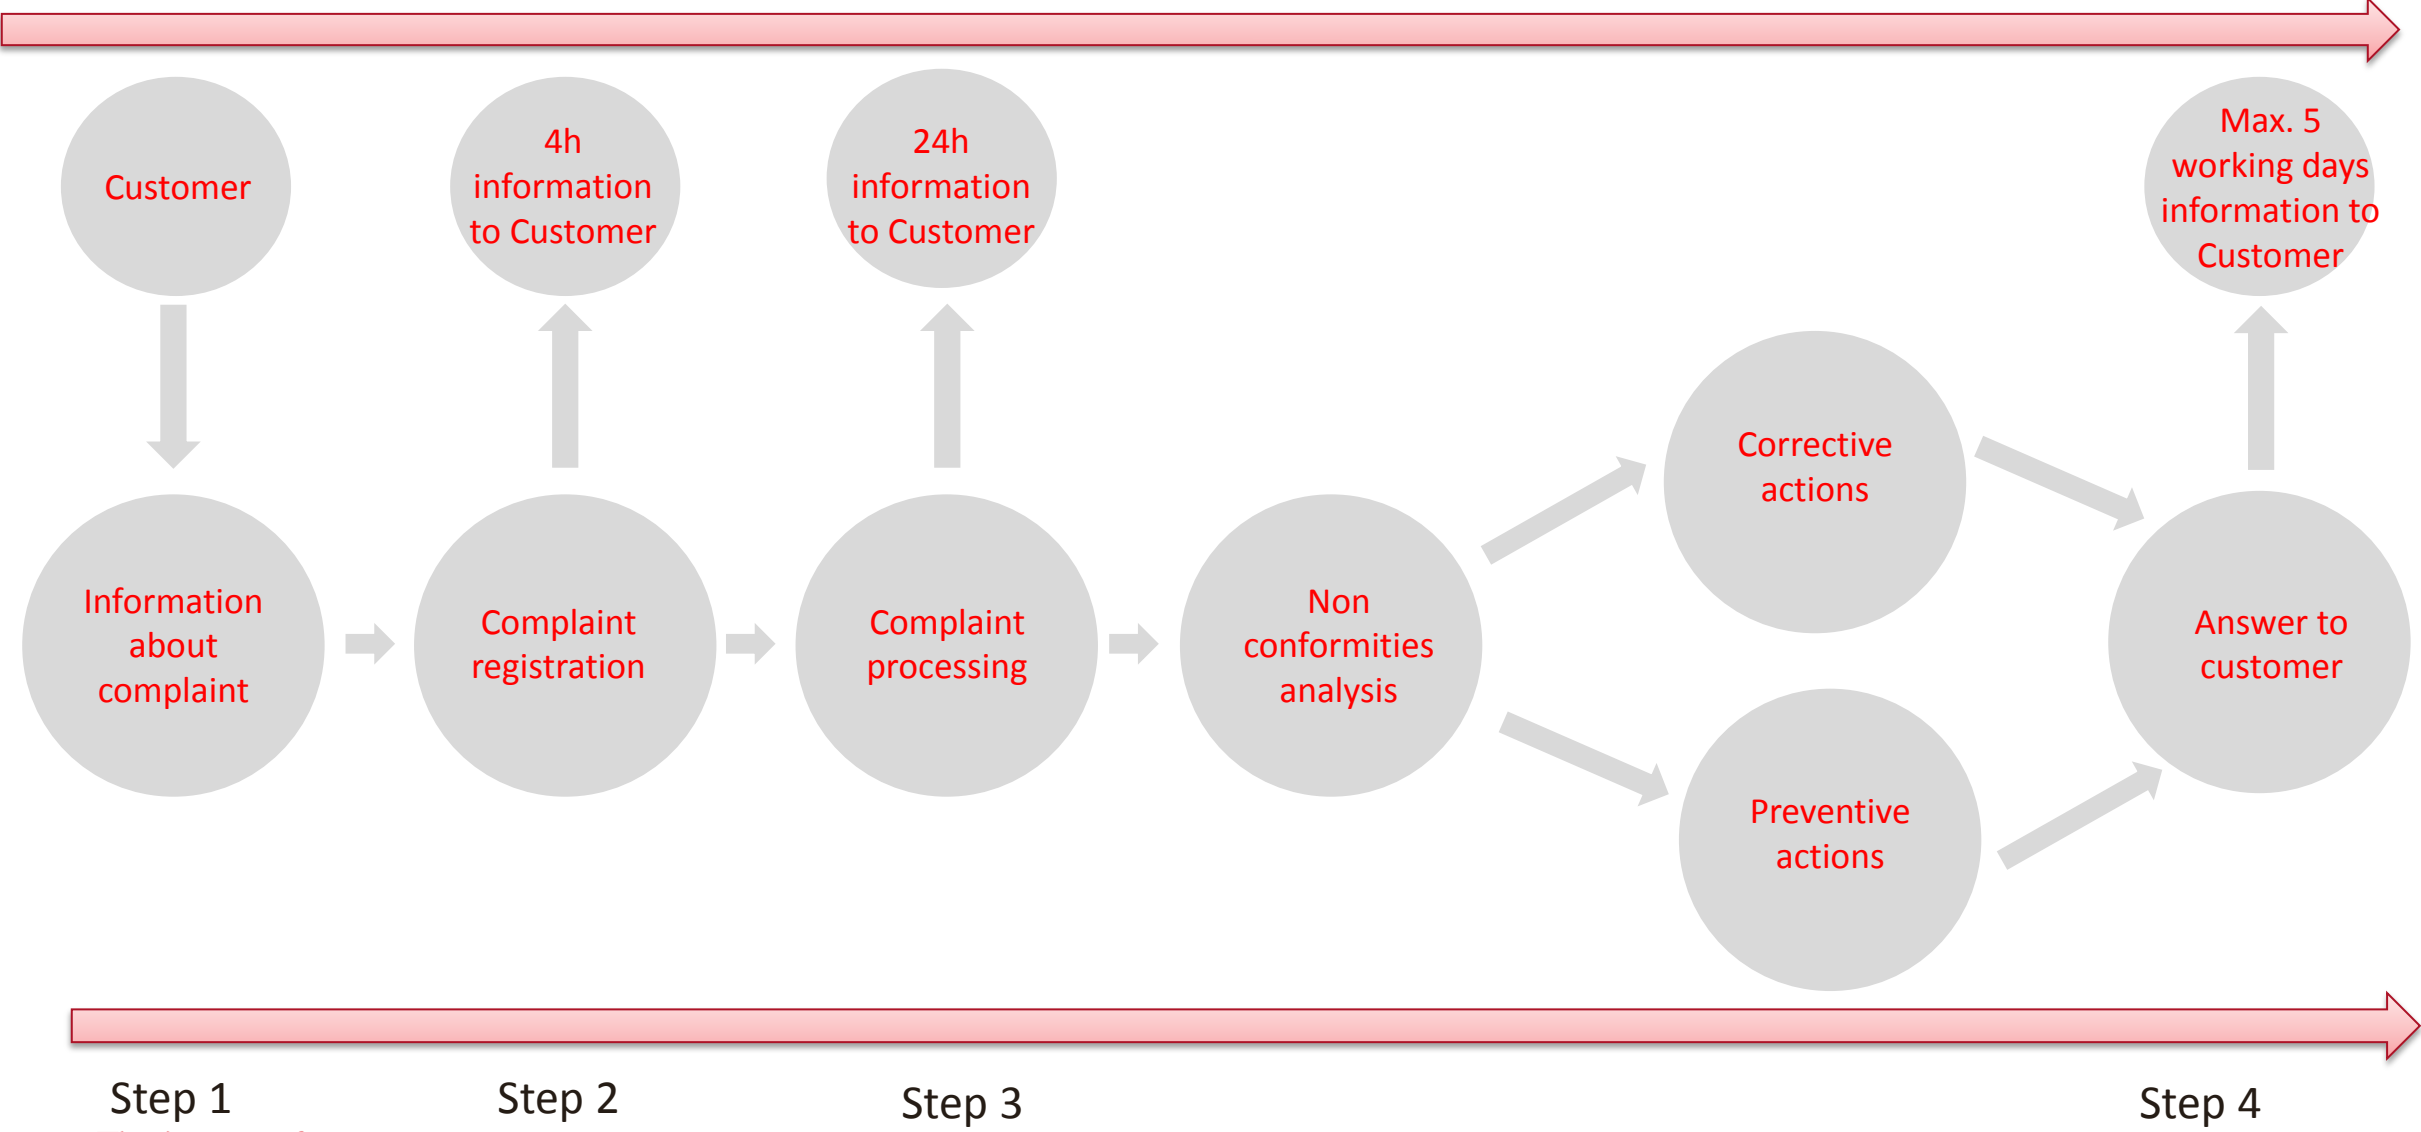 Customer
4h
information
to Customer
24h
information
to Customer
Max. 5
working days
information to
Customer
Information
about
complaint
Complaint
registration
Complaint
processing
Non
conformities
analysis
Corrective
actions
Preventive
actions
Answer to
customer
Step 1
Step 2
Step 3
Step 4